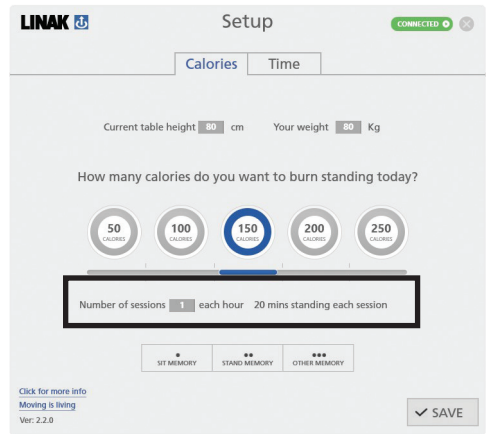 LINAK
Setup
CONNECTED
Calories
Time
Current table height 80 cm Your weight 80 Kg
How many calories do you want to burn standing today?
50
CALORIES
100
CALORIES
150
CALORIES
200
CALORIES
250
CALORIES
Number of sessions 1 each hour 20 mins standing each session
SIT MEMORY
STAND MEMORY
OTHER MEMORY
Click for more info
Moving is living
Ver: 2.2.0
SAVE